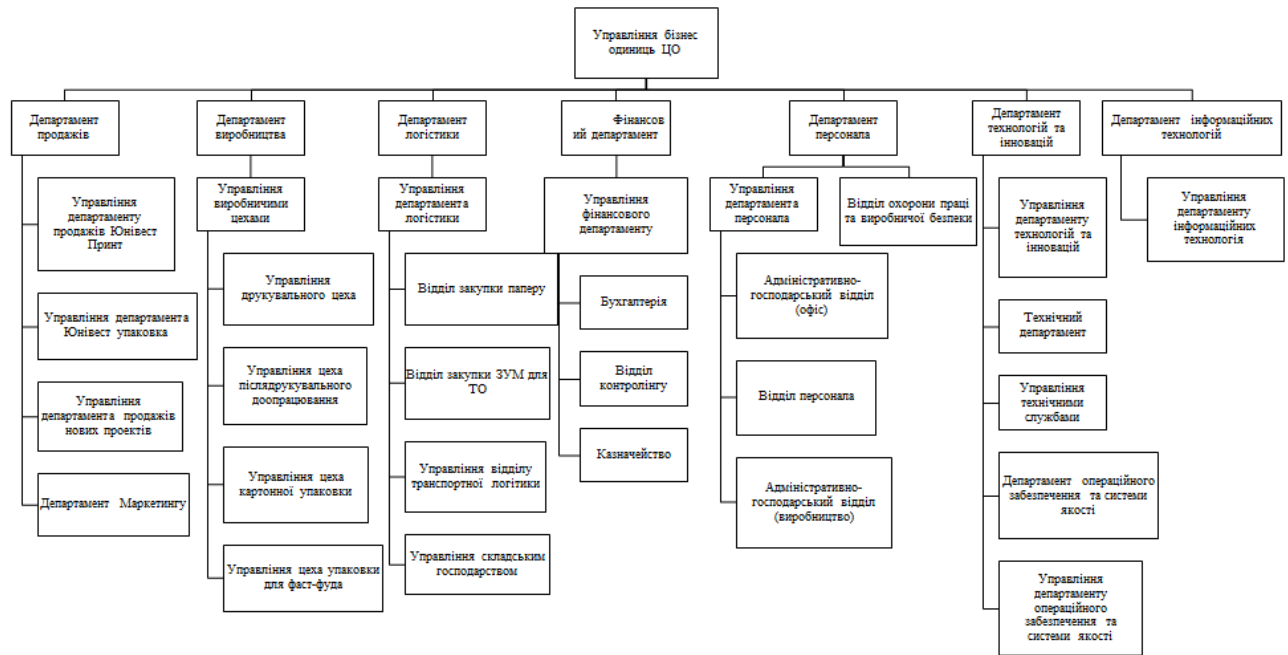 Управління бізнес
одиниць ЦО
Департамент
продажів
Департамент
виробництва
Департамент
логістики
Фінансов
ий департамент
Департамент
персонала
Департамент
технологій та
інновацій
Департамент інформаційних
технологій
Управління
департаменту
продажів Юнівест
Принт
Управління департамента
Юнівест упаковка
Управління
департамента продажів
нових проектів
Департамент Маркетингу
Управління
виробничими цехами
Управління
друкувального цеха
Управління цеха
післядрукувального
доопрацювання
Управління цеха
картонної упаковки
Управління цеха упаковки
для фаст-фуда
Управління
департамента
логістики
Відділ закупки паперу
Відділ закупки ЗУМ для
ТО
Управління відділу
транспортної логітики
Управління складським
господарством
Управління
фінансового
департаменту
Бухгалтерія
Відділ
контролінгу
Казначейство
Управління
департамента
персонала
Відділ охорони праці
та виробничої безпеки
Адміністративно-
господарський відділ
(офіс)
Відділ персонала
Адміністративно-
господарський відділ
(виробництво)
Управління
департаменту
технологій та
інновацій
Технічний
департамент
Управління
технічними
службами
Департамент операційного
забезпечення та системи
якості
Управління
департаменту
операційного
забезпечення та
системи якості
Управління
департаменту
інформаційних
технологія